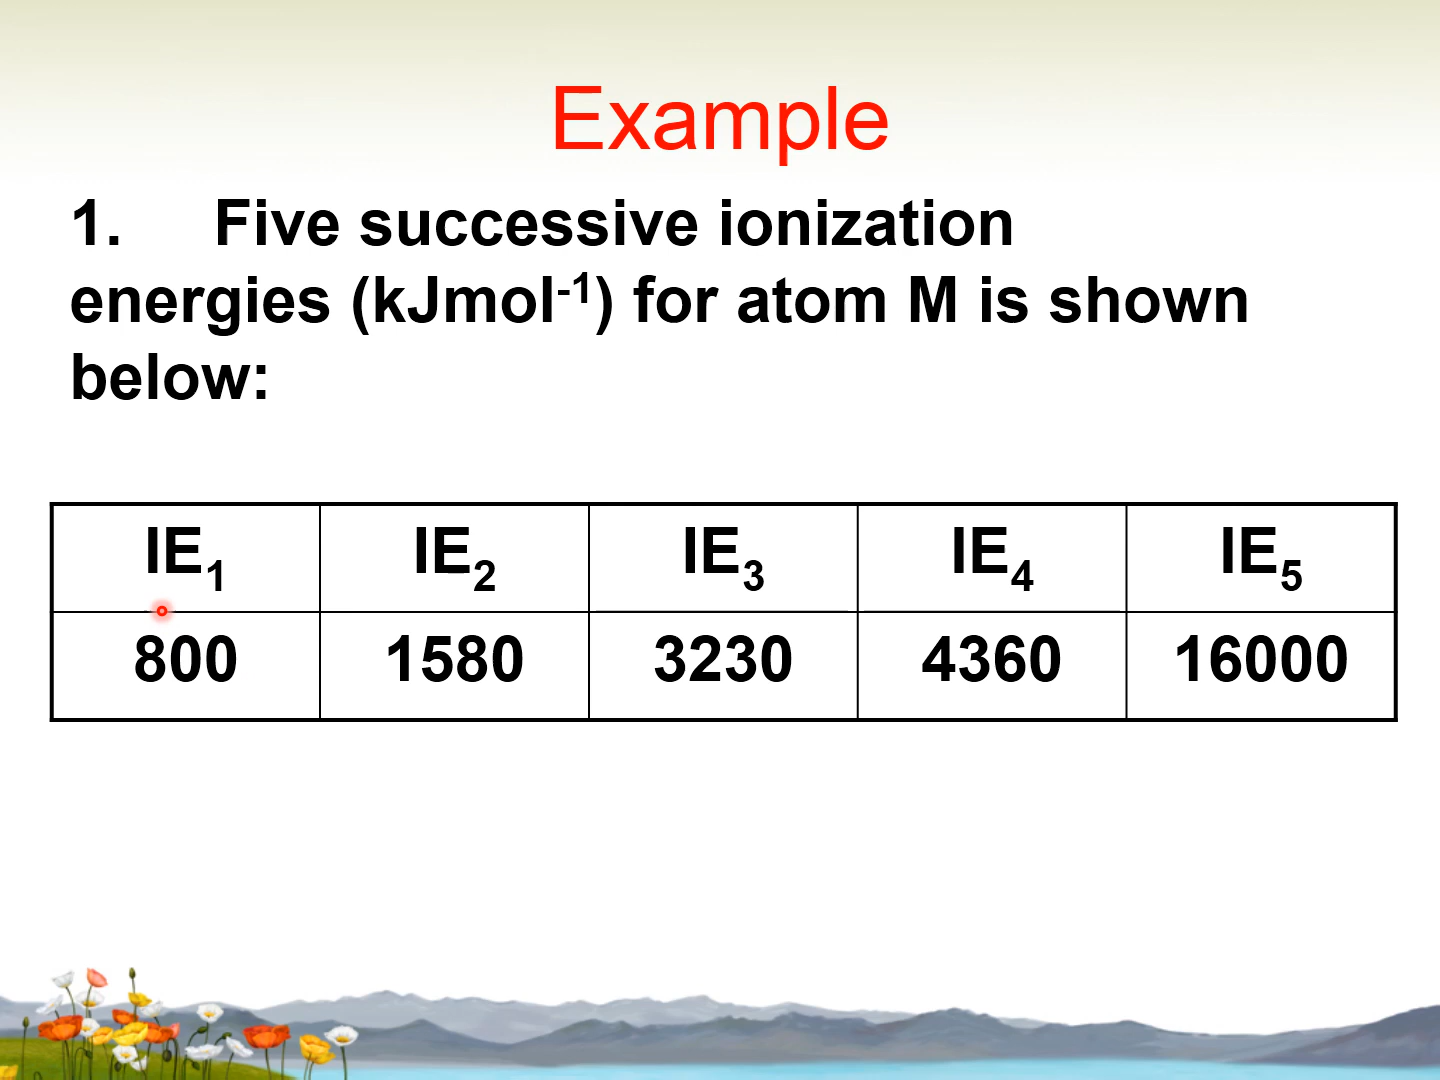 Example
1. Five successive ionization
energies (kJmol⁻¹) for atom M is shown
below:
IE₁ IE₂ IE₃ IE₄ IE₅
800 1580 3230 4360 16000